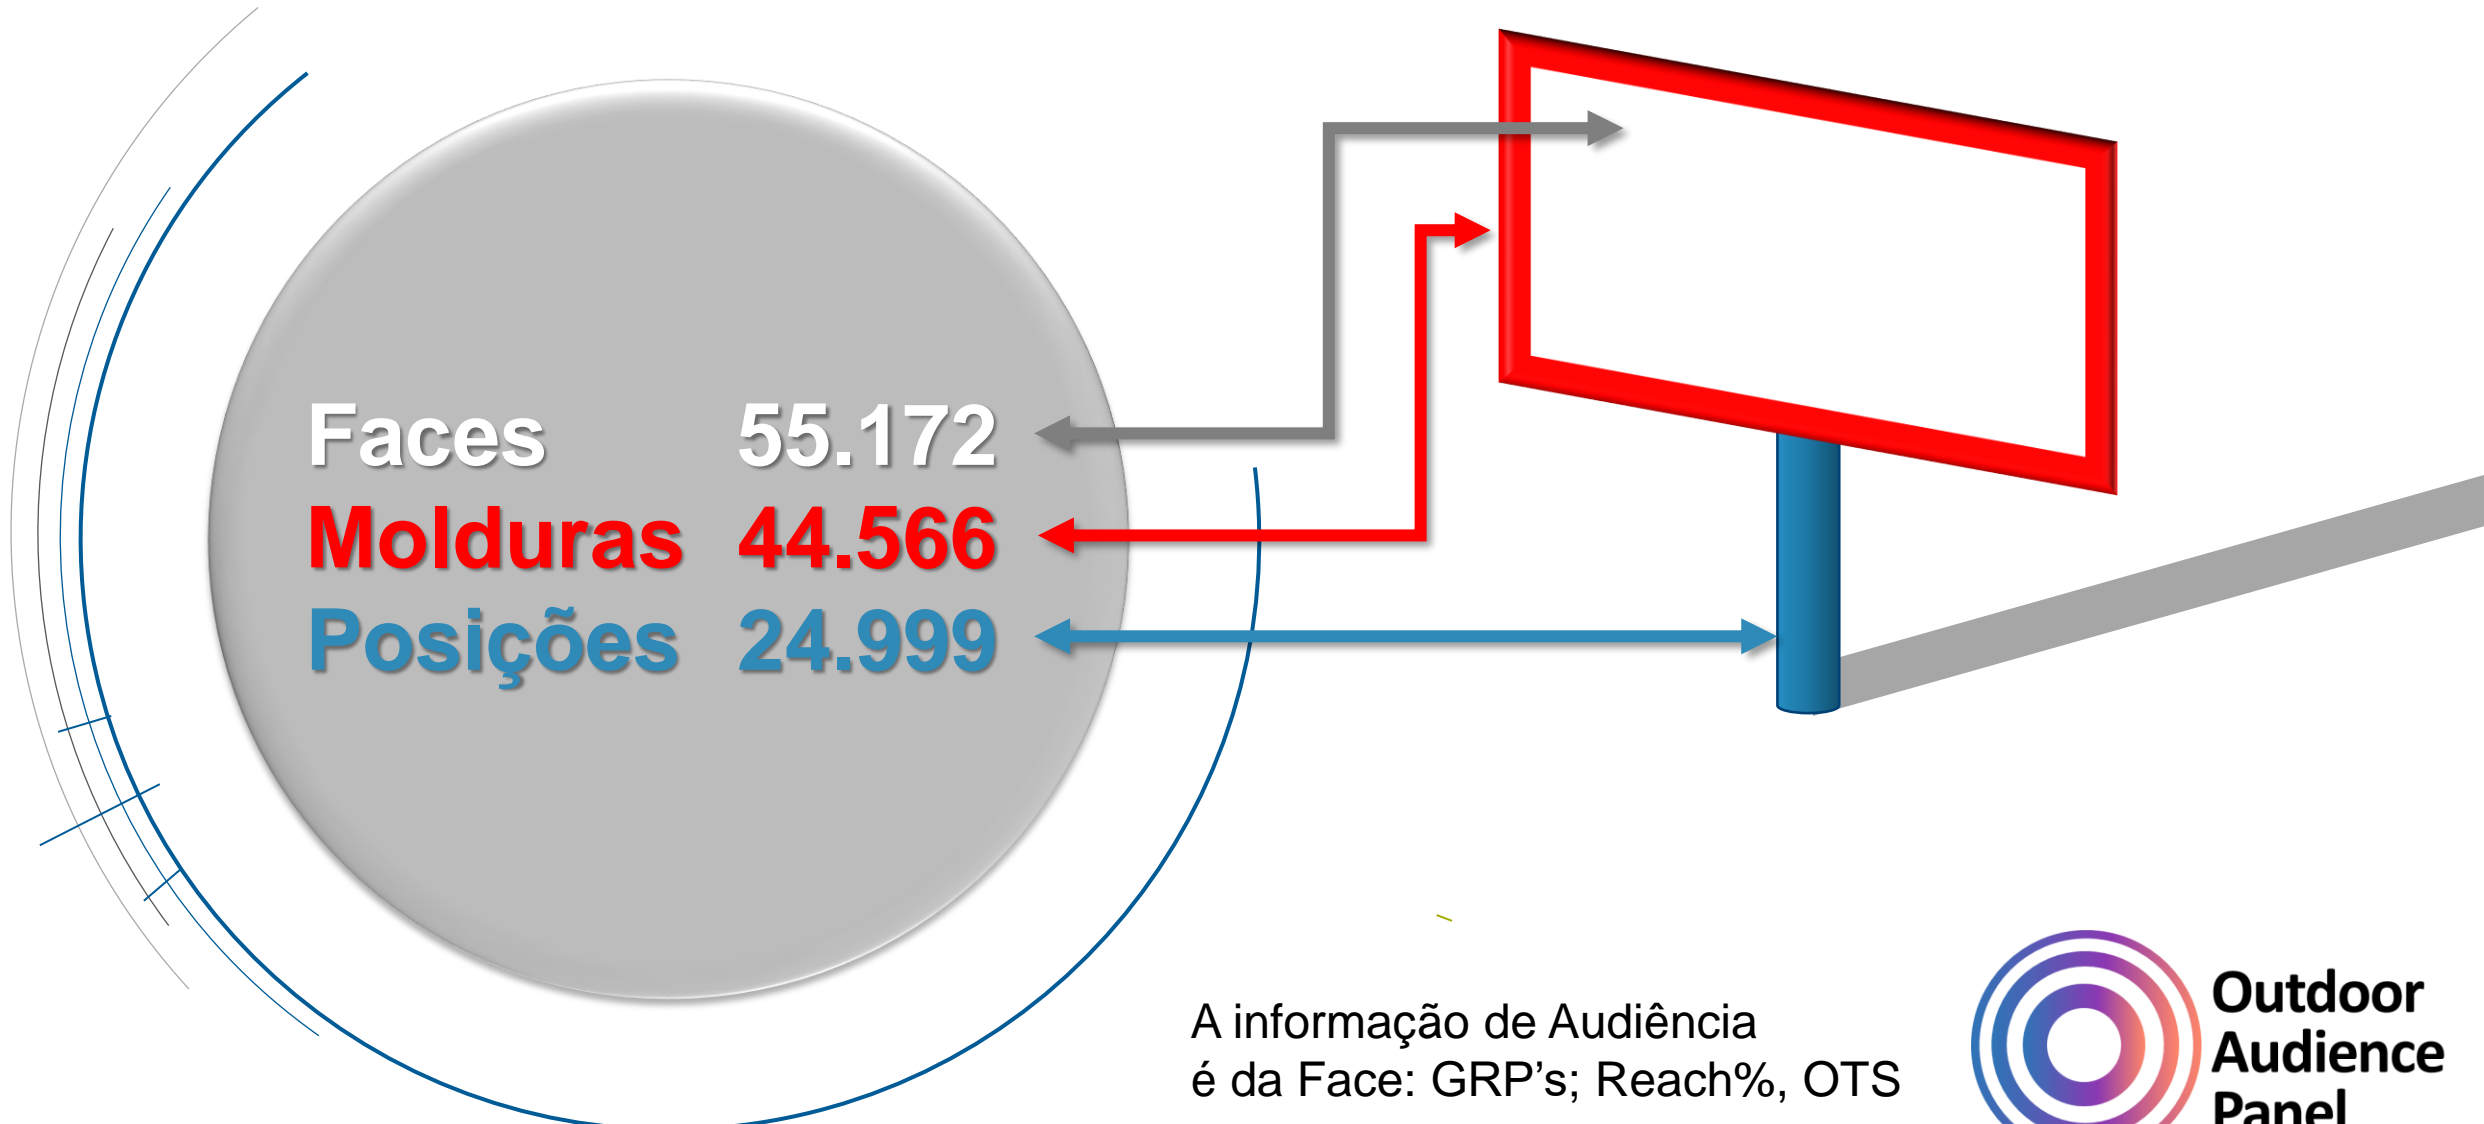 Faces 55.172
Molduras 44.566
Posições 24.999
A informação de Audiência
é da Face: GRP’s; Reach%, OTS
Outdoor
Audience
Panel